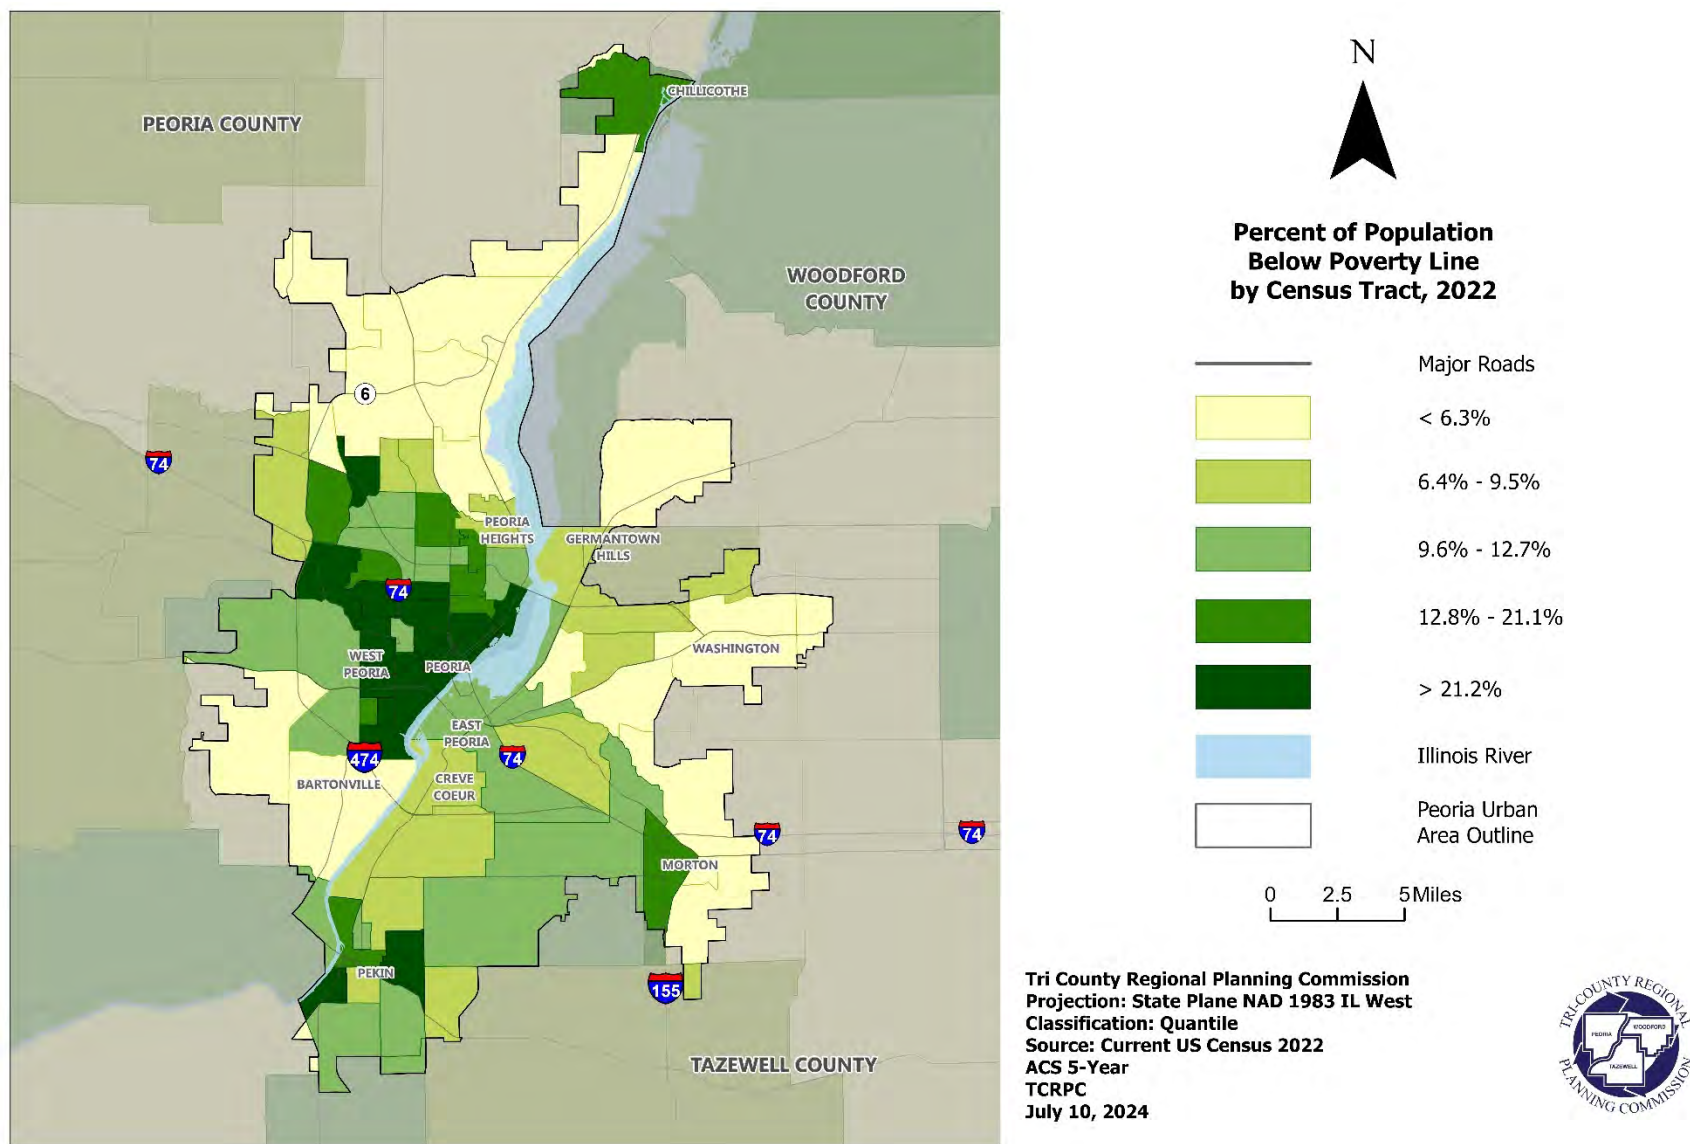 PEORIA COUNTY
CHILLICOTHE
WOODFORD
COUNTY
6
74
PEORIA
HEIGHTS
GERMANTOWN
HILLS
74
WEST
PEORIA
PEORIA
WASHINGTON
EAST
PEORIA
474
74
BARTONVILLE
CREVE
COEUR
74
74
MORTON
PEKIN
155
TAZEWELL COUNTY
N
Percent of Population
Below Poverty Line
by Census Tract, 2022
Major Roads
< 6.3%
6.4% - 9.5%
9.6% - 12.7%
12.8% - 21.1%
> 21.2%
Illinois River
Peoria Urban
Area Outline
0 2.5 5 Miles
Tri County Regional Planning Commission
Projection: State Plane NAD 1983 IL West
Classification: Quantile
Source: Current US Census 2022
ACS 5-Year
TCRPC
July 10, 2024
TRI-COUNTY REGIONAL
PEORIA
WOODFORD
TAZEWELL
PLANNING COMMISSION